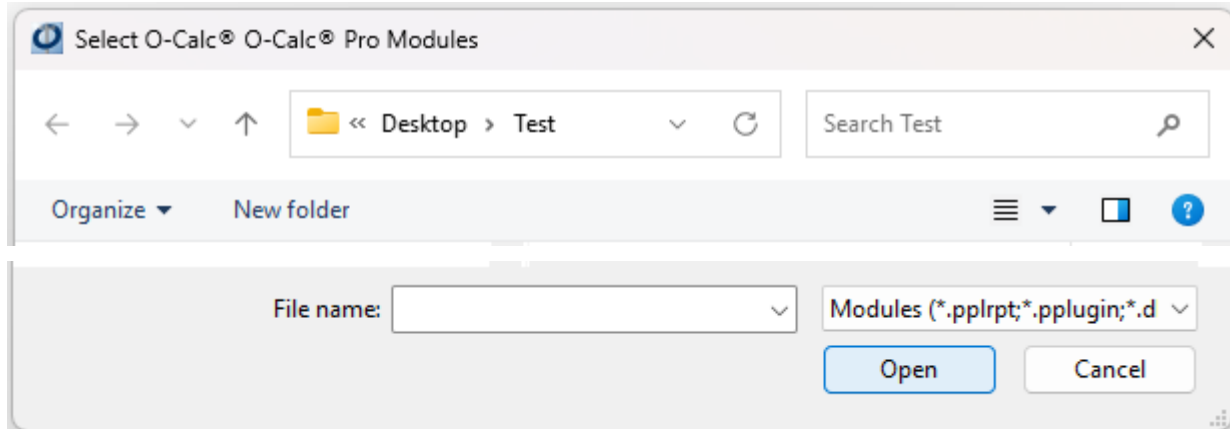 Select O-Calc® O-Calc® Pro Modules
« Desktop > Test
Search Test
Organize
New folder
?
File name:
Modules (*.pplrpt;*.pplugin;*.d
Open
Cancel